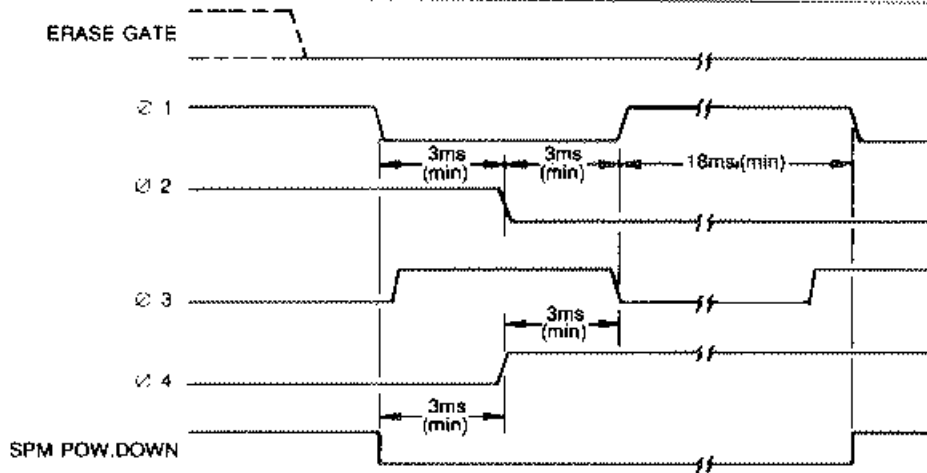 ERASE GATE
∅ 1
3ms
(min)
3ms
(min)
18ms(min)
∅ 2
∅ 3
3ms
(min)
∅ 4
3ms
(min)
SPM POW.DOWN